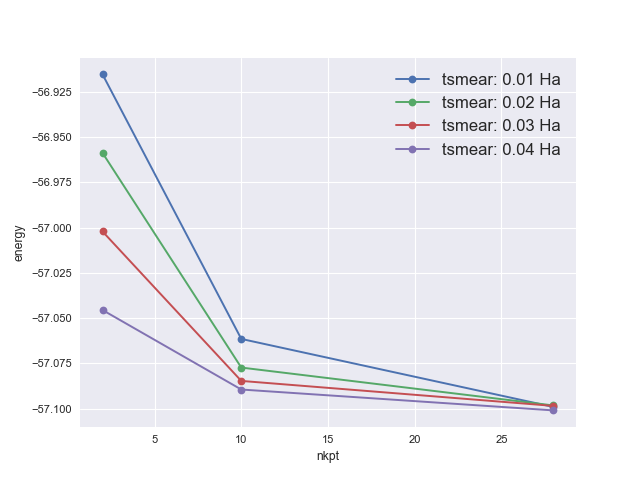 tsmear: 0.01 Ha
tsmear: 0.02 Ha
tsmear: 0.03 Ha
tsmear: 0.04 Ha
energy
−56.925
−56.950
−56.975
−57.000
−57.025
−57.050
−57.075
−57.100
5 10 15 20 25
nkpt